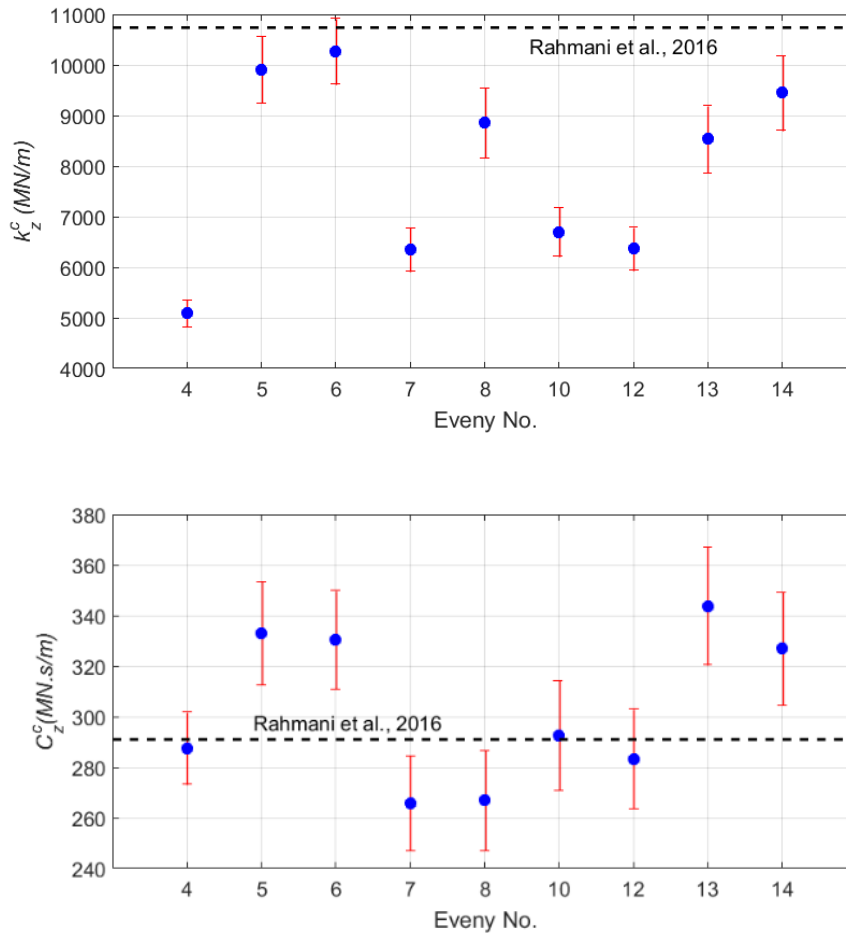 11000
10000
9000
8000
7000
6000
5000
4000
k_z^c (MN/m)
Rahmani et al., 2016
4 5 6 7 8 10 12 13 14
Eveny No.
380
360
340
320
300
280
260
240
C_z^c(MN.s/m)
Rahmani et al., 2016
4 5 6 7 8 10 12 13 14
Eveny No.